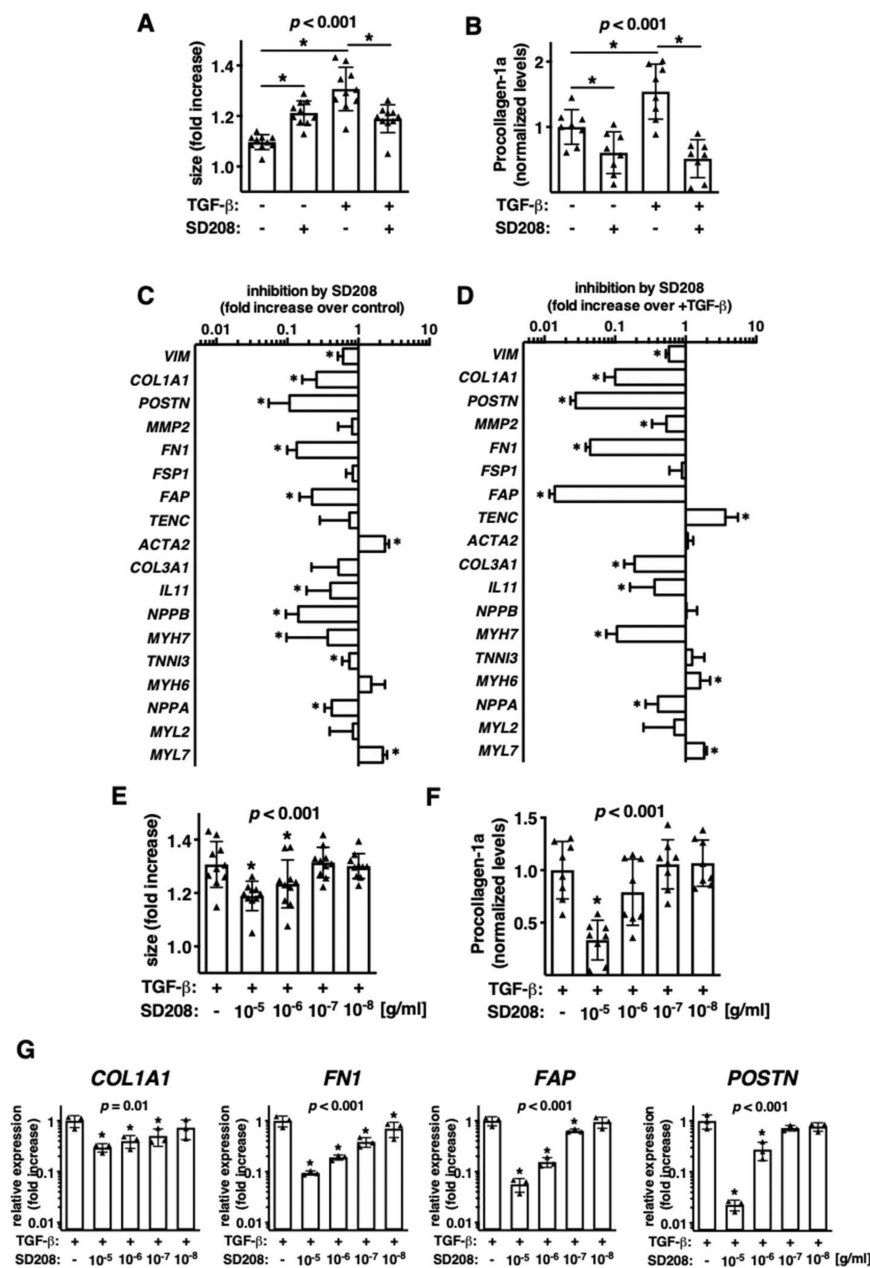 A
p < 0.001
*
*
*
size (fold increase)
1.4
1.2
1.0
TGF-β: - - + +
SD208: - + - +
B
p < 0.001
*
*
*
Procollagen-1a
(normalized levels)
2
1
TGF-β: - - + +
SD208: - + - +
C
inhibition by SD208
(fold increase over control)
0.01 0.1 1 10
VIM *
COL1A1 *
POSTN *
MMP2
FN1 *
FSP1
FAP *
TENC
ACTA2 *
COL3A1
IL11 *
NPPB *
MYH7 *
TNNI3 *
MYH6
NPPA *
MYL2
MYL7 *
D
inhibition by SD208
(fold increase over +TGF-β)
0.01 0.1 1 10
VIM *
COL1A1 *
POSTN *
MMP2 *
FN1 *
FSP1
FAP *
TENC *
ACTA2
COL3A1 *
IL11 *
NPPB
MYH7 *
TNNI3
MYH6 *
NPPA *
MYL2
MYL7 *
E
p < 0.001
* *
size (fold increase)
1.4
1.2
1.0
TGF-β: + + + + +
SD208: - 10-5 10-6 10-7 10-8 [g/ml]
F
p < 0.001
*
Procollagen-1a
(normalized levels)
1.5
1.0
0.5
TGF-β: + + + + +
SD208: - 10-5 10-6 10-7 10-8 [g/ml]
G
COL1A1
p = 0.01
* * *
relative expression
(fold increase)
1
0.1
0.01
TGF-β: + + + + +
SD208: - 10-5 10-6 10-7 10-8
FN1
p < 0.001
* * * *
relative expression
(fold increase)
1
0.1
0.01
+ + + + +
- 10-5 10-6 10-7 10-8
FAP
p < 0.001
* * *
relative expression
(fold increase)
1
0.1
0.01
+ + + + +
- 10-5 10-6 10-7 10-8
POSTN
p < 0.001
* *
relative expression
(fold increase)
1
0.1
0.01
TGF-β: + + + + +
SD208: - 10-5 10-6 10-7 10-8 [g/ml]